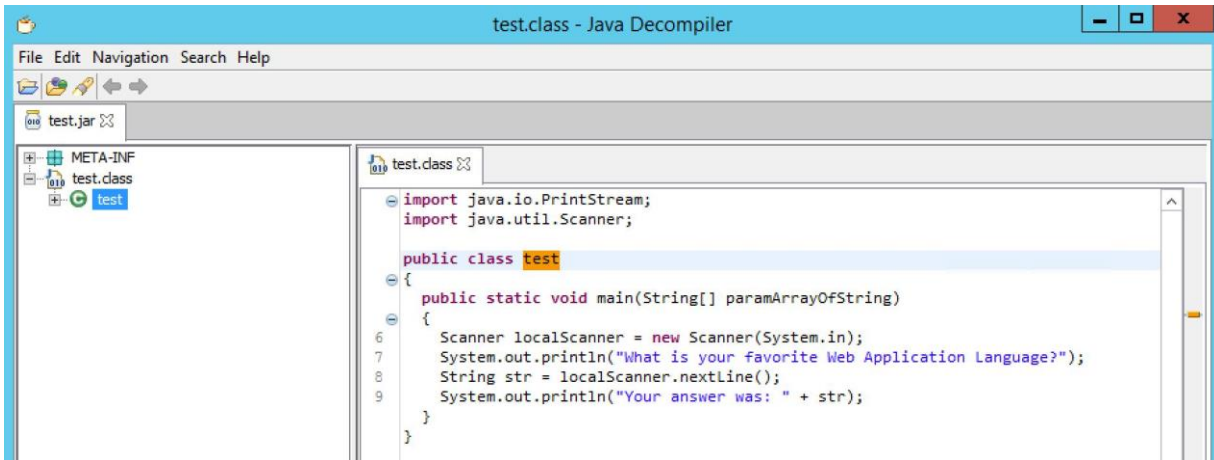 test.class - Java Decompiler
File Edit Navigation Search Help
test.jar
META-INF
test.class
test
test.class
import java.io.PrintStream;
import java.util.Scanner;
public class test
{
public static void main(String[] paramArrayOfString)
{
6 Scanner localScanner = new Scanner(System.in);
7 System.out.println("What is your favorite Web Application Language?");
8 String str = localScanner.nextLine();
9 System.out.println("Your answer was: " + str);
}
}